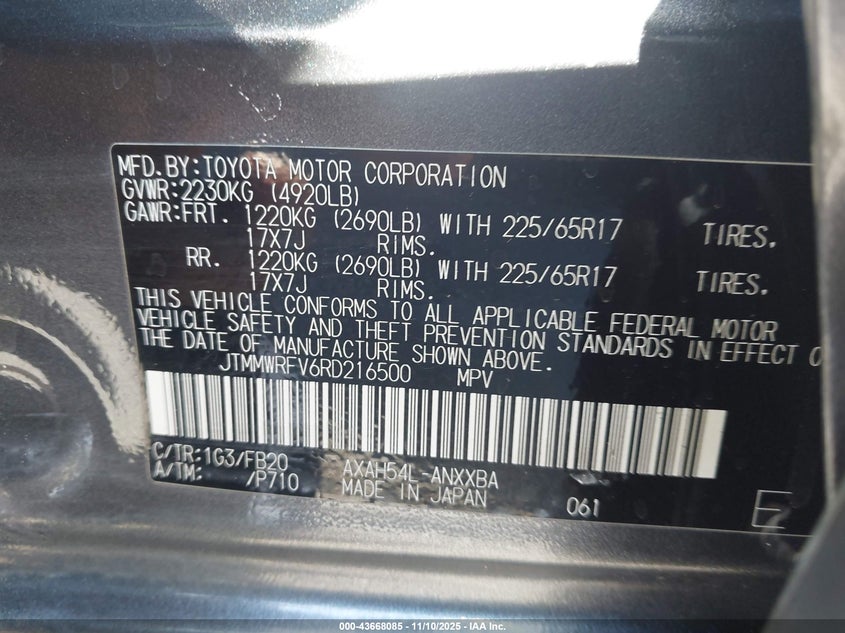 MFD.BY:TOYOTA MOTOR CORPORATION
GVWR:2230KG (4920LB)
GAWR:FRT. 1220KG (2690LB) WITH 225/65R17 TIRES.
17X7J RIMS.
RR. 1220KG (2690LB) WITH 225/65R17 TIRES.
17X7J RIMS.
THIS VEHICLE CONFORMS TO ALL APPLICABLE FEDERAL MOTOR
VEHICLE SAFETY AND THEFT PREVENTION STANDARDS IN EFFECT O
THE DATE OF MANUFACTURE SHOWN ABOVE.
JTMMWRFV6RD216500 MPV
C/TR:1G3/FB20 AXAH54L-ANXXBA
A/TM: /P710 MADE IN JAPAN 061
E
000-43668085 - 11/10/2025 - IAA Inc.